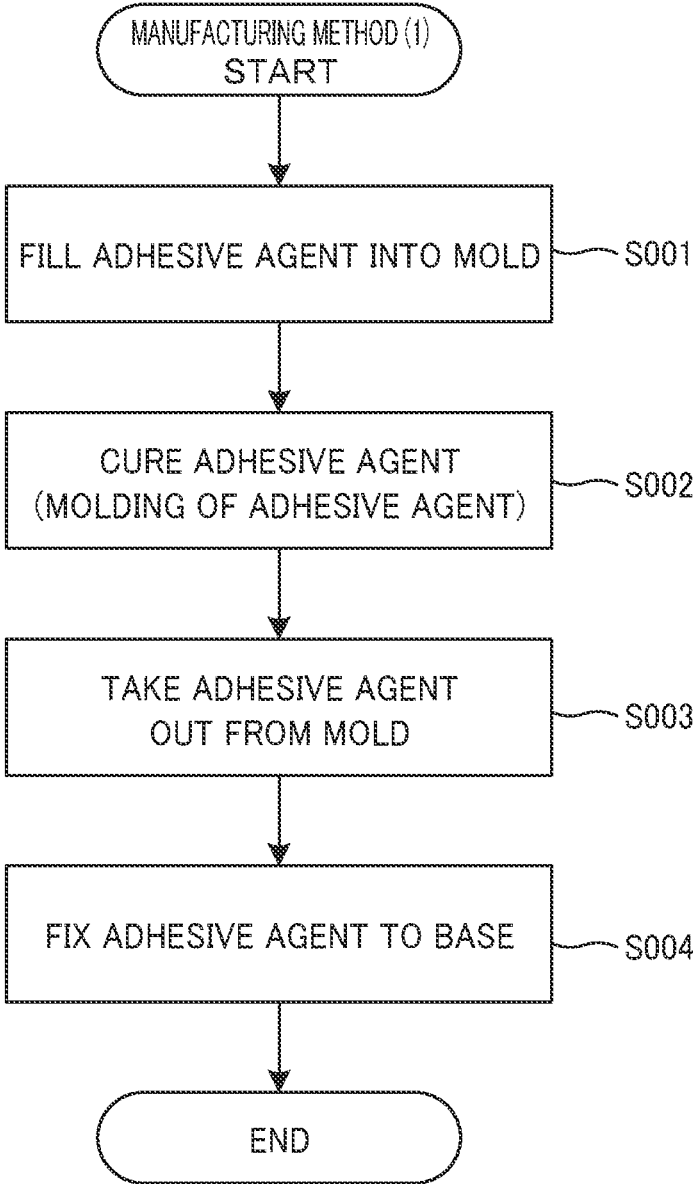 MANUFACTURING METHOD (1)
START
FILL ADHESIVE AGENT INTO MOLD
S001
CURE ADHESIVE AGENT
(MOLDING OF ADHESIVE AGENT)
S002
TAKE ADHESIVE AGENT
OUT FROM MOLD
S003
FIX ADHESIVE AGENT TO BASE
S004
END